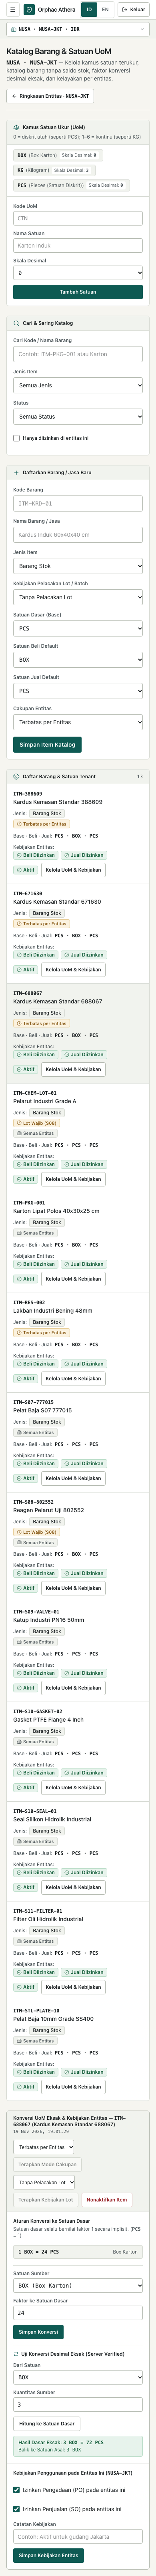 Orphac Athera
ID
EN
Keluar
NUSA · NUSA-JKT · IDR
Katalog Barang & Satuan UoM
NUSA · NUSA-JKT — Kelola kamus satuan terukur,
katalog barang tanpa saldo stok, faktor konversi
desimal eksak, dan kelayakan per entitas.
Ringkasan Entitas · NUSA-JKT
Kamus Satuan Ukur (UoM)
0 = diskrit utuh (seperti PCS); 1–6 = kontinu (seperti KG)
BOX (Box Karton) Skala Desimal: 0
KG (Kilogram) Skala Desimal: 3
PCS (Pieces (Satuan Diskrit)) Skala Desimal: 0
Kode UoM
CTN
Nama Satuan
Karton Induk
Skala Desimal
0
Tambah Satuan
Cari & Saring Katalog
Cari Kode / Nama Barang
Contoh: ITM-PKG-001 atau Karton
Jenis Item
Semua Jenis
Status
Semua Status
Hanya diizinkan di entitas ini
Daftarkan Barang / Jasa Baru
Kode Barang
ITM-KRD-01
Nama Barang / Jasa
Kardus Induk 60x40x40 cm
Jenis Item
Barang Stok
Kebijakan Pelacakan Lot / Batch
Tanpa Pelacakan Lot
Satuan Dasar (Base)
PCS
Satuan Beli Default
BOX
Satuan Jual Default
PCS
Cakupan Entitas
Terbatas per Entitas
Simpan Item Katalog
Daftar Barang & Satuan Tenant 13
ITM-388609
Kardus Kemasan Standar 388609
Jenis: Barang Stok
Terbatas per Entitas
Base · Beli · Jual: PCS · BOX · PCS
Kebijakan Entitas:
Beli Diizinkan Jual Diizinkan
Aktif Kelola UoM & Kebijakan
ITM-671630
Kardus Kemasan Standar 671630
Jenis: Barang Stok
Terbatas per Entitas
Base · Beli · Jual: PCS · BOX · PCS
Kebijakan Entitas:
Beli Diizinkan Jual Diizinkan
Aktif Kelola UoM & Kebijakan
ITM-688067
Kardus Kemasan Standar 688067
Jenis: Barang Stok
Terbatas per Entitas
Base · Beli · Jual: PCS · BOX · PCS
Kebijakan Entitas:
Beli Diizinkan Jual Diizinkan
Aktif Kelola UoM & Kebijakan
ITM-CHEM-LOT-01
Pelarut Industri Grade A
Jenis: Barang Stok
Lot Wajib (S08)
Semua Entitas
Base · Beli · Jual: PCS · PCS · PCS
Kebijakan Entitas:
Beli Diizinkan Jual Diizinkan
Aktif Kelola UoM & Kebijakan
ITM-PKG-001
Karton Lipat Polos 40x30x25 cm
Jenis: Barang Stok
Semua Entitas
Base · Beli · Jual: PCS · BOX · PCS
Kebijakan Entitas:
Beli Diizinkan Jual Diizinkan
Aktif Kelola UoM & Kebijakan
ITM-RES-002
Lakban Industri Bening 48mm
Jenis: Barang Stok
Terbatas per Entitas
Base · Beli · Jual: PCS · BOX · PCS
Kebijakan Entitas:
Beli Diizinkan Jual Diizinkan
Aktif Kelola UoM & Kebijakan
ITM-S07-777015
Pelat Baja S07 777015
Jenis: Barang Stok
Semua Entitas
Base · Beli · Jual: PCS · PCS · PCS
Kebijakan Entitas:
Beli Diizinkan Jual Diizinkan
Aktif Kelola UoM & Kebijakan
ITM-S08-802552
Reagen Pelarut Uji 802552
Jenis: Barang Stok
Lot Wajib (S08)
Semua Entitas
Base · Beli · Jual: PCS · PCS · PCS
Kebijakan Entitas:
Beli Diizinkan Jual Diizinkan
Aktif Kelola UoM & Kebijakan
ITM-S09-VALVE-01
Katup Industri PN16 50mm
Jenis: Barang Stok
Semua Entitas
Base · Beli · Jual: PCS · PCS · PCS
Kebijakan Entitas:
Beli Diizinkan Jual Diizinkan
Aktif Kelola UoM & Kebijakan
ITM-S10-GASKET-02
Gasket PTFE Flange 4 Inch
Jenis: Barang Stok
Semua Entitas
Base · Beli · Jual: PCS · PCS · PCS
Kebijakan Entitas:
Beli Diizinkan Jual Diizinkan
Aktif Kelola UoM & Kebijakan
ITM-S10-SEAL-01
Seal Silikon Hidrolik Industrial
Jenis: Barang Stok
Semua Entitas
Base · Beli · Jual: PCS · PCS · PCS
Kebijakan Entitas:
Beli Diizinkan Jual Diizinkan
Aktif Kelola UoM & Kebijakan
ITM-S11-FILTER-01
Filter Oli Hidrolik Industrial
Jenis: Barang Stok
Semua Entitas
Base · Beli · Jual: PCS · PCS · PCS
Kebijakan Entitas:
Beli Diizinkan Jual Diizinkan
Aktif Kelola UoM & Kebijakan
ITM-STL-PLATE-10
Pelat Baja 10mm Grade SS400
Jenis: Barang Stok
Semua Entitas
Base · Beli · Jual: PCS · PCS · PCS
Kebijakan Entitas:
Beli Diizinkan Jual Diizinkan
Aktif Kelola UoM & Kebijakan
Konversi UoM Eksak & Kebijakan Entitas — ITM-
688067 (Kardus Kemasan Standar 688067)
18 Nov 2026, 14.01.29
Terbatas per Entitas
Terapkan Mode Cakupan
Tanpa Pelacakan Lot
Terapkan Kebijakan Lot Nonaktifkan Item
Aturan Konversi ke Satuan Dasar
Satuan dasar selalu bernilai faktor 1 secara implisit. (PCS
= 1)
1 BOX = 24 PCS Box Karton
Satuan Sumber
BOX (Box Karton)
Faktor ke Satuan Dasar
24
Simpan Konversi
Uji Konversi Desimal Eksak (Server Verified)
Dari Satuan
BOX
Kuantitas Sumber
3
Hitung ke Satuan Dasar
Hasil Dasar Eksak: 3 BOX = 72 PCS
Balik ke Satuan Asal: 3 BOX
Kebijakan Penggunaan pada Entitas Ini (NUSA-JKT)
Izinkan Pengadaan (PO) pada entitas ini
Izinkan Penjualan (SO) pada entitas ini
Catatan Kebijakan
Contoh: Aktif untuk gudang Jakarta
Simpan Kebijakan Entitas